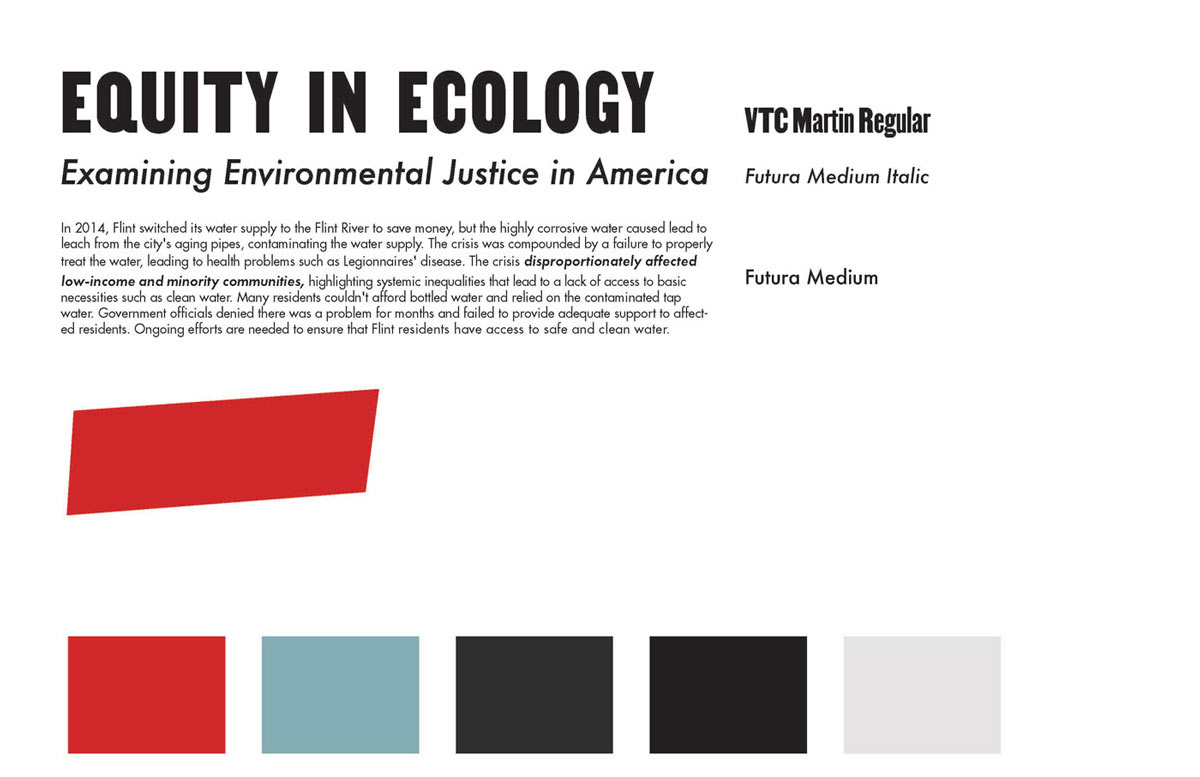 EQUITY IN ECOLOGY
VTC Martin Regular
Examining Environmental Justice in America
Futura Medium Italic
In 2014, Flint switched its water supply to the Flint River to save money, but the highly corrosive water caused lead to
leach from the city's aging pipes, contaminating the water supply. The crisis was compounded by a failure to properly
treat the water, leading to health problems such as Legionnaires' disease. The crisis disproportionately affected
low-income and minority communities, highlighting systemic inequalities that lead to a lack of access to basic
necessities such as clean water. Many residents couldn't afford bottled water and relied on the contaminated tap
water. Government officials denied there was a problem for months and failed to provide adequate support to affect-
ed residents. Ongoing efforts are needed to ensure that Flint residents have access to safe and clean water.
Futura Medium